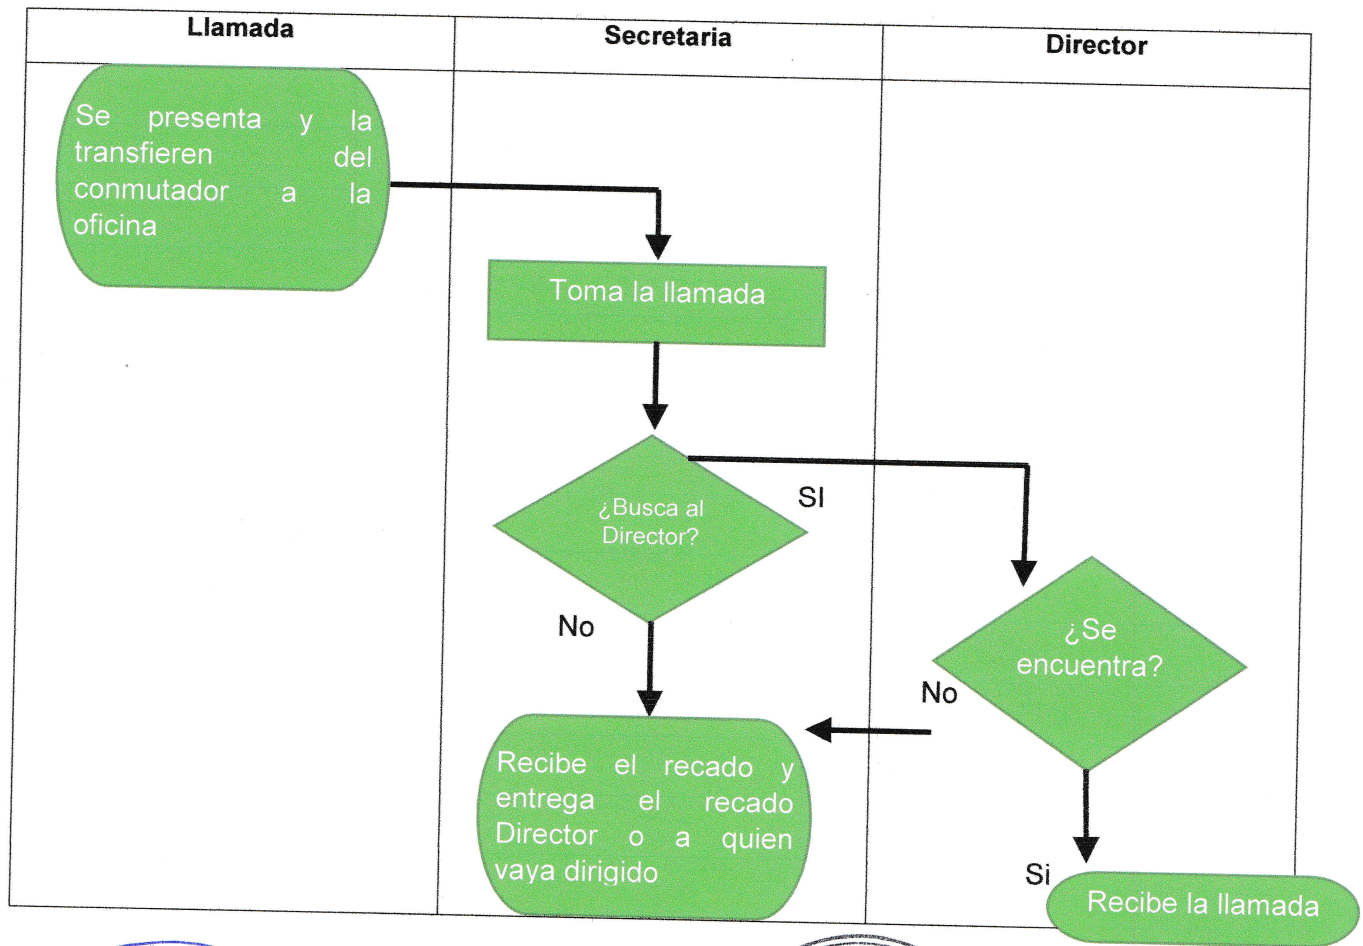 Llamada
Secretaria
Director
Se presenta y la
transfieren del
conmutador a la
oficina
Toma la llamada
¿Busca al
Director?
SI
No
¿Se
encuentra?
No
Recibe el recado y
entrega el recado
Director o a quien
vaya dirigido
Si
Recibe la llamada